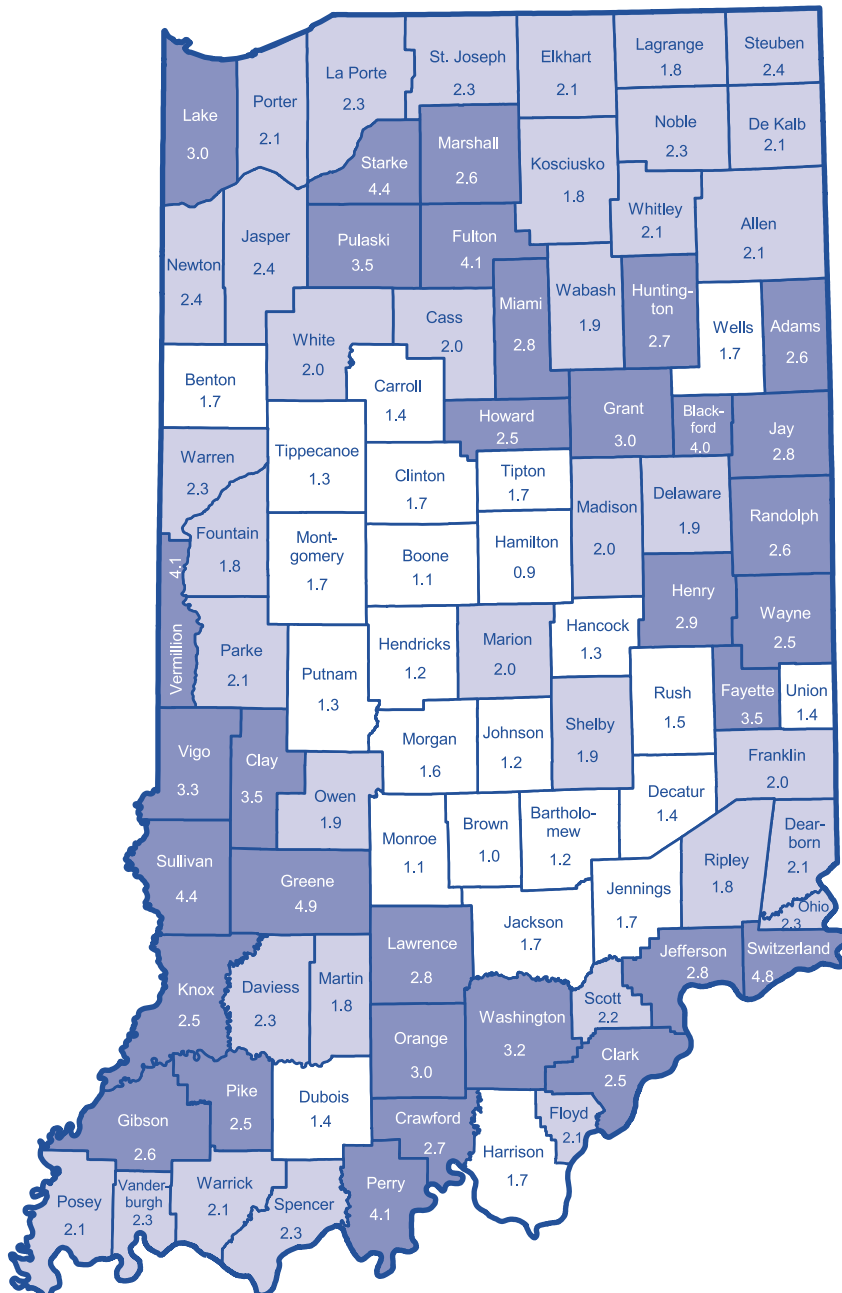 Lake
3.0
Porter
2.1
La Porte
2.3
St. Joseph
2.3
Elkhart
2.1
Lagrange
1.8
Steuben
2.4
Noble
2.3
De Kalb
2.1
Starke
4.4
Marshall
2.6
Kosciusko
1.8
Whitley
2.1
Allen
2.1
Newton
2.4
Jasper
2.4
Pulaski
3.5
Fulton
4.1
Miami
2.8
Wabash
1.9
Hunting-
ton
2.7
Wells
1.7
Adams
2.6
White
2.0
Cass
2.0
Benton
1.7
Carroll
1.4
Howard
2.5
Grant
3.0
Black-
ford
4.0
Jay
2.8
Warren
2.3
Tippecanoe
1.3
Clinton
1.7
Tipton
1.7
Madison
2.0
Delaware
1.9
Randolph
2.6
Fountain
1.8
Mont-
gomery
1.7
Boone
1.1
Hamilton
0.9
Vermillion
4.1
Parke
2.1
Putnam
1.3
Hendricks
1.2
Marion
2.0
Hancock
1.3
Henry
2.9
Wayne
2.5
Rush
1.5
Fayette
3.5
Union
1.4
Vigo
3.3
Clay
3.5
Owen
1.9
Morgan
1.6
Johnson
1.2
Shelby
1.9
Franklin
2.0
Decatur
1.4
Sullivan
4.4
Greene
4.9
Monroe
1.1
Brown
1.0
Bartholo-
mew
1.2
Jennings
1.7
Ripley
1.8
Dear-
born
2.1
Ohio
2.3
Jackson
1.7
Lawrence
2.8
Jefferson
2.8
Switzerland
4.8
Knox
2.5
Daviess
2.3
Martin
1.8
Scott
2.2
Orange
3.0
Washington
3.2
Clark
2.5
Gibson
2.6
Pike
2.5
Dubois
1.4
Crawford
2.7
Floyd
2.1
Harrison
1.7
Posey
2.1
Vander-
burgh
2.3
Warrick
2.1
Spencer
2.3
Perry
4.1